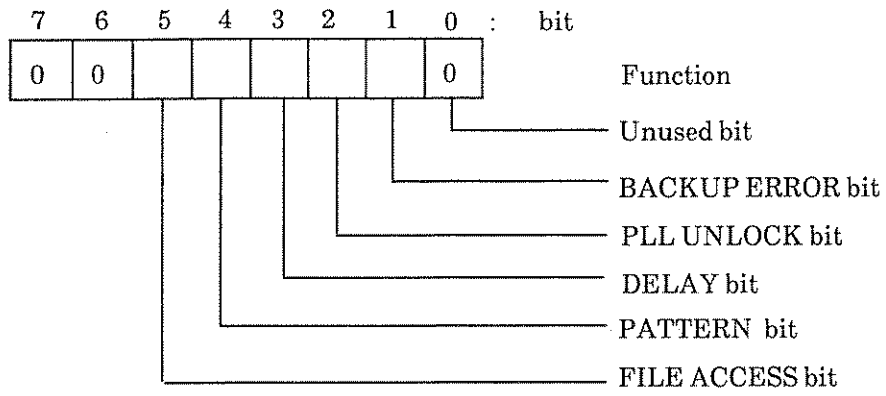 7 6 5 4 3 2 1 0 : bit
0 0 0 Function
Unused bit
BACKUP ERROR bit
PLL UNLOCK bit
DELAY bit
PATTERN bit
FILE ACCESS bit